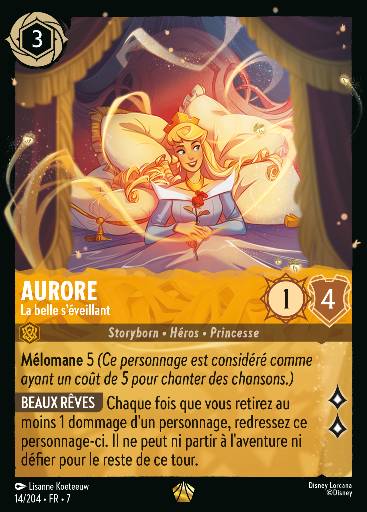 3
AURORE
La belle s'éveillant
1
4
Storyborn • Héros • Princesse
Mélomane 5 (Ce personnage est considéré comme
ayant un coût de 5 pour chanter des chansons.)
BEAUX RÊVES Chaque fois que vous retirez au
moins 1 dommage d'un personnage, redressez ce
personnage-ci. Il ne peut ni partir à l'aventure ni
défier pour le reste de ce tour.
Lisanne Koeteeuw
14/204 • FR • 7
Disney Lorcana
©Disney